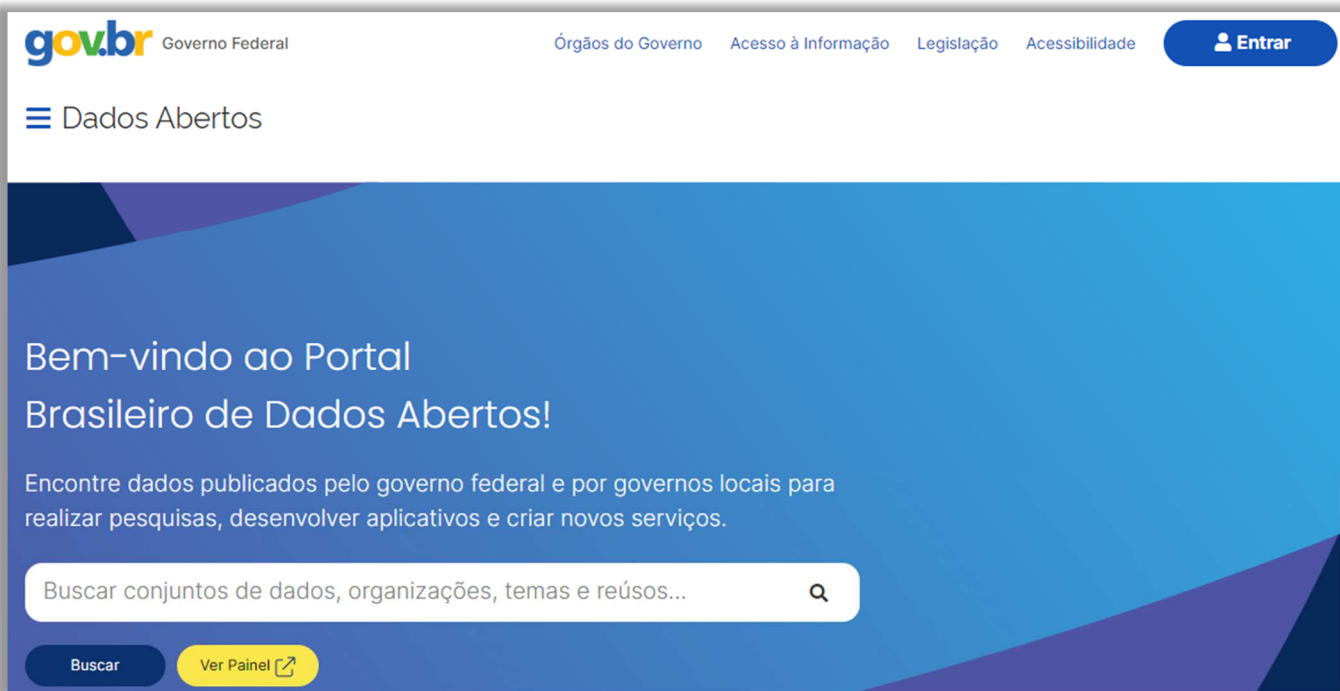 gov.br Governo Federal
Órgãos do Governo Acesso à Informação Legislação Acessibilidade Entrar
Dados Abertos
Bem-vindo ao Portal
Brasileiro de Dados Abertos!
Encontre dados publicados pelo governo federal e por governos locais para
realizar pesquisas, desenvolver aplicativos e criar novos serviços.
Buscar conjuntos de dados, organizações, temas e reúsos...
Buscar Ver Painel